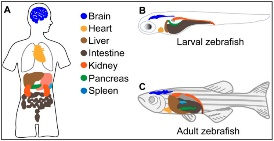 A
Brain
Heart
Liver
Intestine
Kidney
Pancreas
Spleen
B
Larval zebrafish
C
Adult zebrafish